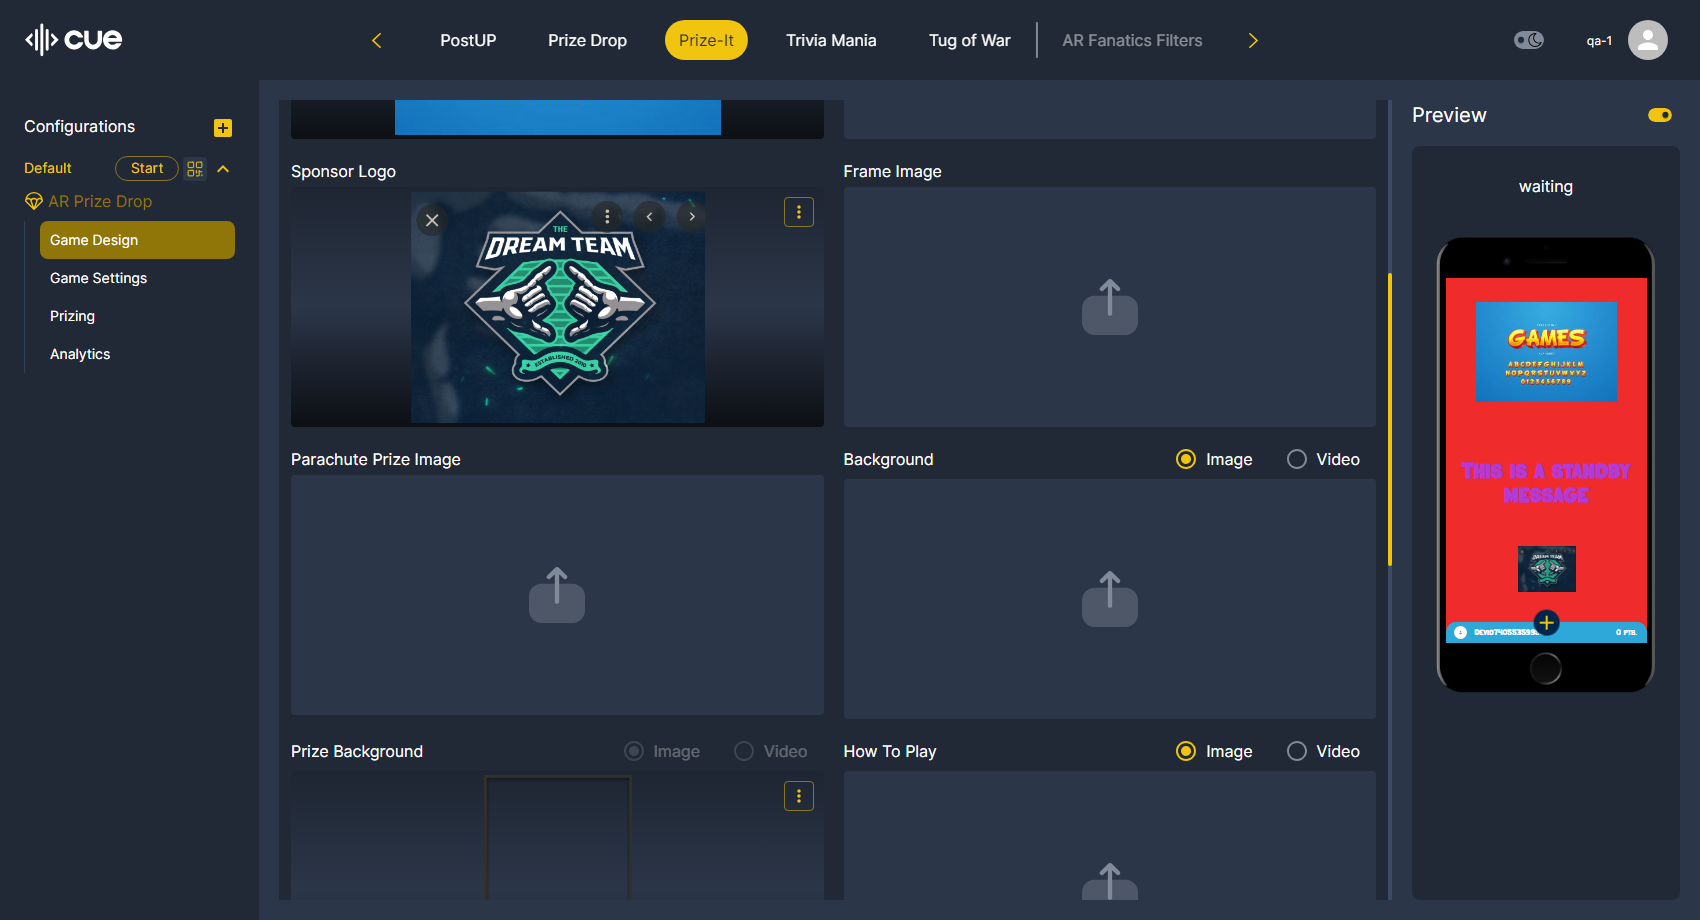 cue
PostUP
Prize Drop
Prize-It
Trivia Mania
Tug of War
AR Fanatics Filters
qa-1
Configurations
Default
Start
AR Prize Drop
Game Design
Game Settings
Prizing
Analytics
Sponsor Logo
THE
DREAM TEAM
ESTABLISHED 2010
Frame Image
Parachute Prize Image
Background
Image
Video
Prize Background
Image
Video
How To Play
Image
Video
Preview
waiting
GAMES
ABCDEFGHIJKLM
NOPQRSTUVWXYZ
0123456789
This is a standby
message
DREAM TEAM
0 pts.